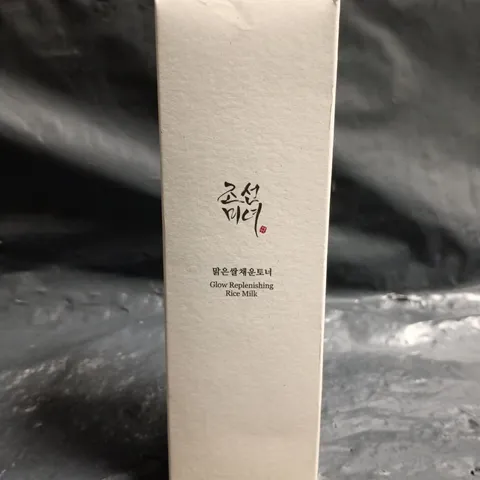 조선
미녀
맑은쌀채운토너
Glow Replenishing
Rice Milk